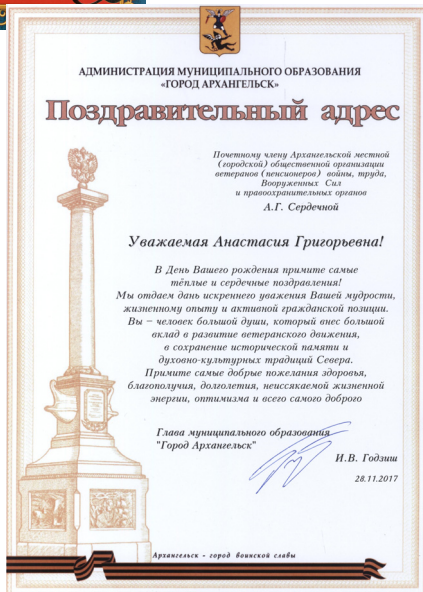 АДМИНИСТРАЦИЯ МУНИЦИПАЛЬНОГО ОБРАЗОВАНИЯ
«ГОРОД АРХАНГЕЛЬСК»
Поздравительный адрес
Почетному члену Архангельской местной
(городской) общественной организации
ветеранов (пенсионеров) войны, труда,
Вооруженных Сил
и правоохранительных органов
А.Г. Сердечной
Уважаемая Анастасия Григорьевна!
В День Вашего рождения примите самые
тёплые и сердечные поздравления!
Мы отдаем дань искреннего уважения Вашей мудрости,
жизненному опыту и активной гражданской позиции.
Вы – человек большой души, который внес большой
вклад в развитие ветеранского движения,
в сохранение исторической памяти и
духовно-культурных традиций Севера.
Примите самые добрые пожелания здоровья,
благополучия, долголетия, неиссякаемой жизненной
энергии, оптимизма и всего самого доброго
Глава муниципального образования
"Город Архангельск"
И.В. Годзиш
28.11.2017
Архангельск - город воинской славы